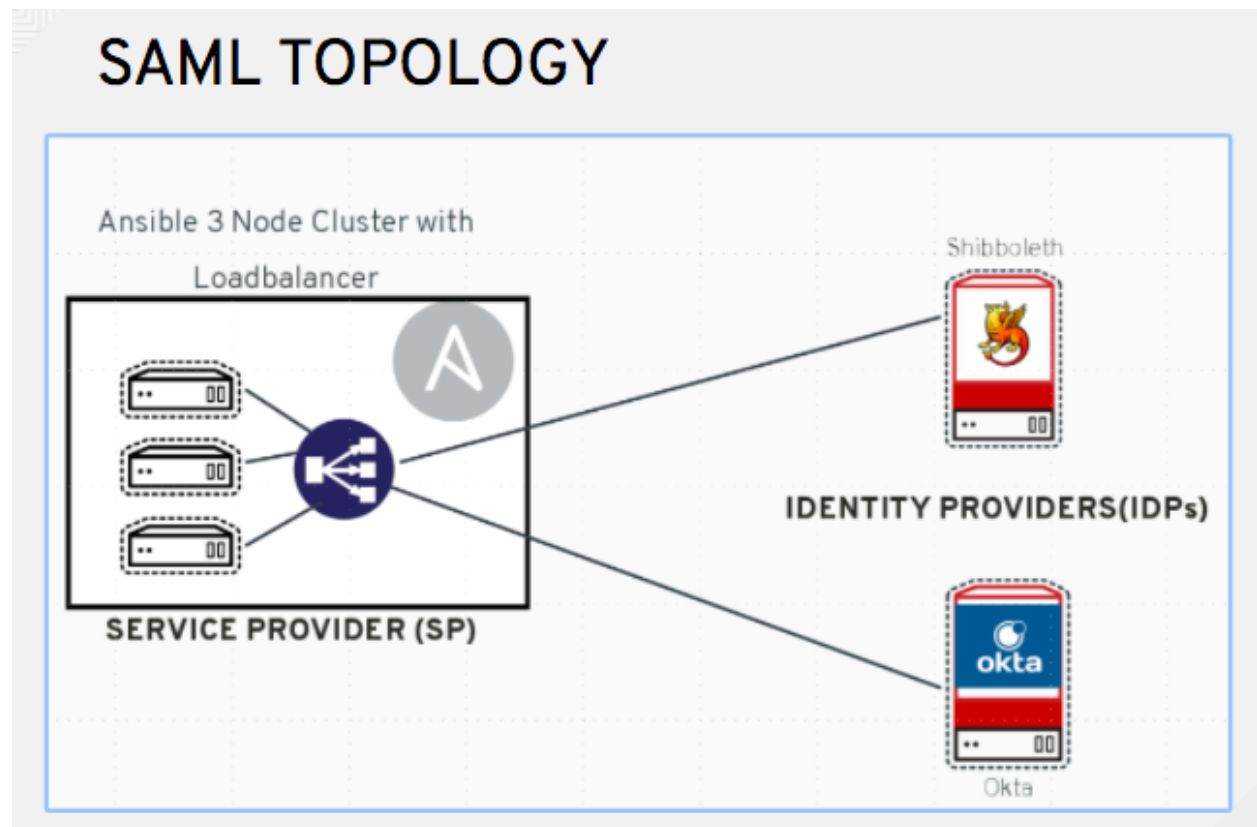 SAML TOPOLOGY
Ansible 3 Node Cluster with
Loadbalancer
SERVICE PROVIDER (SP)
Shibboleth
IDENTITY PROVIDERS(IDPs)
okta
Okta